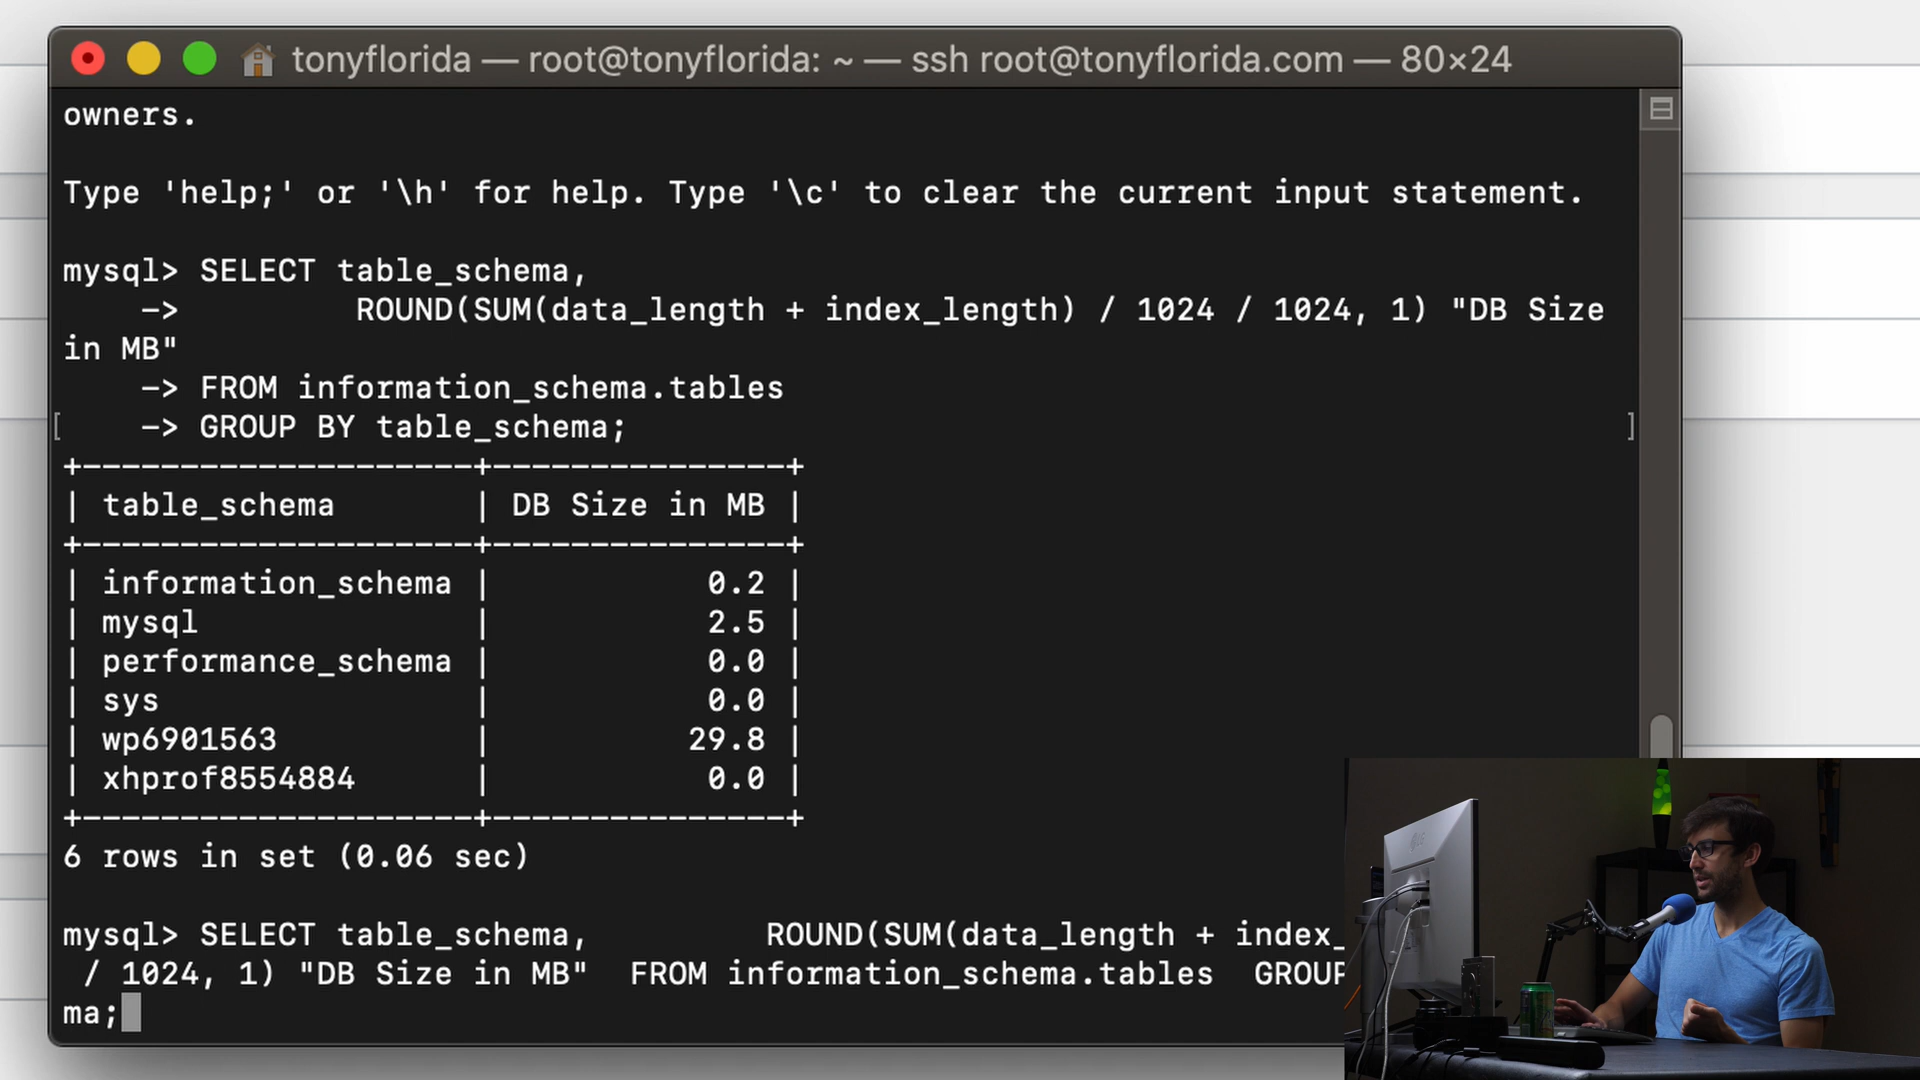 tonyflorida — root@tonyflorida: ~ — ssh root@tonyflorida.com — 80×24
owners.
Type 'help;' or '\h' for help. Type '\c' to clear the current input statement.
mysql> SELECT table_schema,
    ->         ROUND(SUM(data_length + index_length) / 1024 / 1024, 1) "DB Size
in MB"
    -> FROM information_schema.tables
[    -> GROUP BY table_schema; ]
+--------------------+--------------+
| table_schema       | DB Size in MB |
+--------------------+--------------+
| information_schema |          0.2 |
| mysql              |          2.5 |
| performance_schema |          0.0 |
| sys                |          0.0 |
| wp6901563          |         29.8 |
| xhprof8554884      |          0.0 |
+--------------------+--------------+
6 rows in set (0.06 sec)
mysql> SELECT table_schema,         ROUND(SUM(data_length + index_
 / 1024, 1) "DB Size in MB"  FROM information_schema.tables  GROUP
ma;